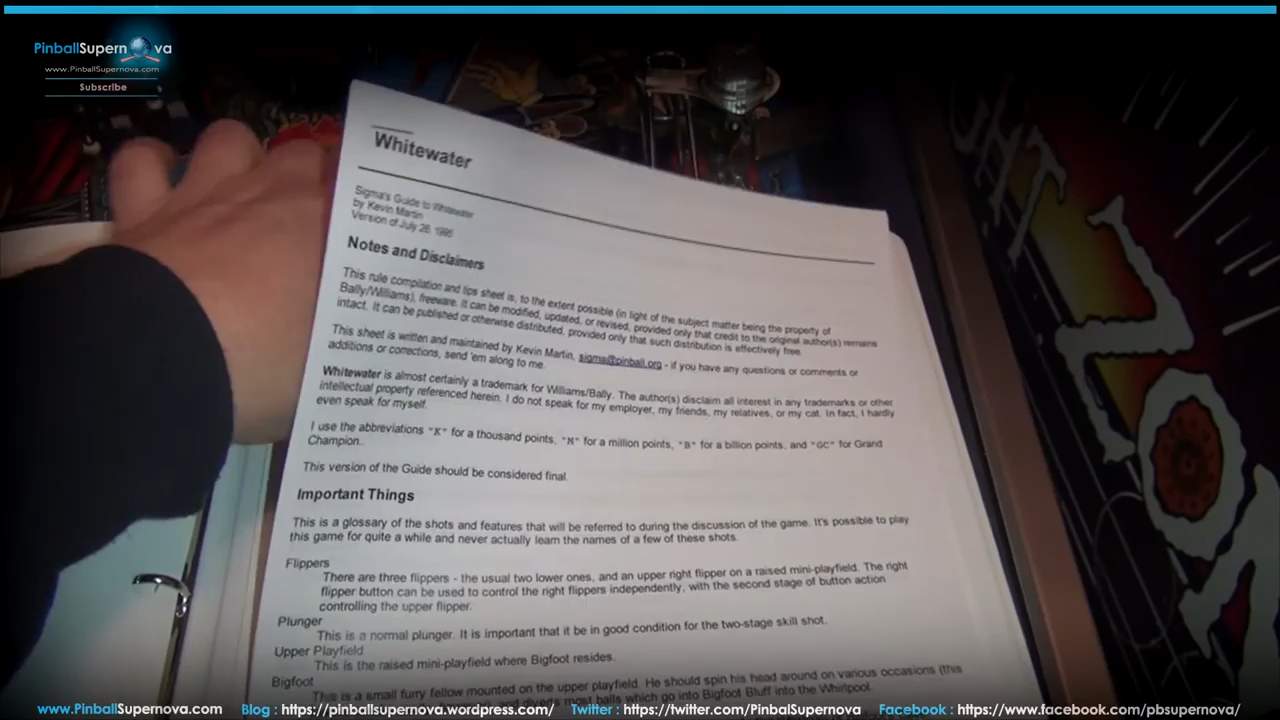 PinballSupernova
www.PinballSupernova.com
Subscribe
Whitewater
Sigma's Guide to Whitewater
by Kevin Martin
Version of July 28, 1995
Notes and Disclaimers
This rule compilation and tips sheet is, to the extent possible (in light of the subject matter being the property of
Bally/Williams), freeware. It can be modified, updated, or revised, provided only that credit to the original author(s) remains
intact. It can be published or otherwise distributed, provided only that such distribution is effectively free.
This sheet is written and maintained by Kevin Martin, sigma@pinball.org - if you have any questions or comments or
additions or corrections, send 'em along to me.
Whitewater is almost certainly a trademark for Williams/Bally. The author(s) disclaim all interest in any trademarks or other
intellectual property referenced herein. I do not speak for my employer, my friends, my relatives, or my cat. In fact, I hardly
even speak for myself.
I use the abbreviations "K" for a thousand points, "M" for a million points, "B" for a billion points, and "GC" for Grand
Champion.
This version of the Guide should be considered final.
Important Things
This is a glossary of the shots and features that will be referred to during the discussion of the game. It's possible to play
this game for quite a while and never actually learn the names of a few of these shots.
Flippers
There are three flippers - the usual two lower ones, and an upper right flipper on a raised mini-playfield. The right
flipper button can be used to control the right flippers independently, with the second stage of button action
controlling the upper flipper.
Plunger
This is a normal plunger. It is important that it be in good condition for the two-stage skill shot.
Upper Playfield
This is the raised mini-playfield where Bigfoot resides.
Bigfoot
This is a small furry fellow mounted on the upper playfield. He should spin his head around on various occasions (this
and diverts most balls which go into Bigfoot Bluff into the Whirlpool.
www.PinballSupernova.com Blog : https://pinballsupernova.wordpress.com/ Twitter : https://twitter.com/PinbalSupernova Facebook : https://www.facebook.com/pbsupernova/